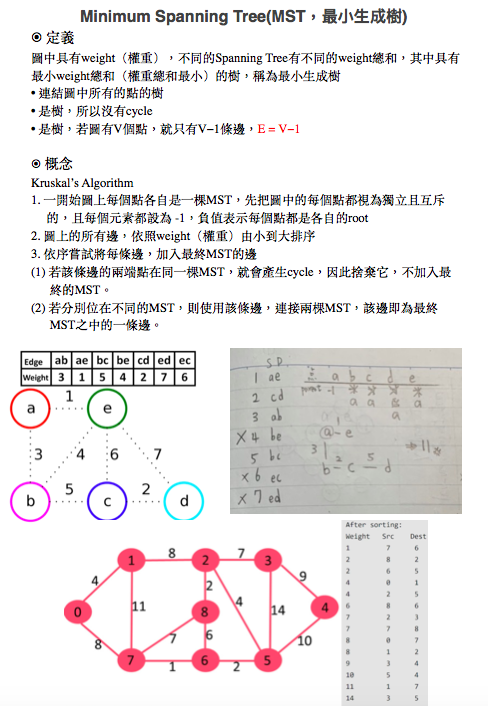 Minimum Spanning Tree(MST，最小生成樹)
◉ 定義
圖中具有weight（權重），不同的Spanning Tree有不同的weight總和，其中具有
最小weight總和（權重總和最小）的樹，稱為最小生成樹
• 連結圖中所有的點的樹
• 是樹，所以沒有cycle
• 是樹，若圖有V個點，就只有V−1條邊，E = V−1
◉ 概念
Kruskal's Algorithm
1. 一開始圖上每個點各自是一棵MST，先把圖中的每個點都視為獨立且互斥
的，且每個元素都設為 -1，負值表示每個點都是各自的root
2. 圖上的所有邊，依照weight（權重）由小到大排序
3. 依序嘗試將每條邊，加入最終MST的邊
(1) 若該條邊的兩端點在同一棵MST，就會產生cycle，因此捨棄它，不加入最
終的MST。
(2) 若分別位在不同的MST，則使用該條邊，連接兩棵MST，該邊即為最終
MST之中的一條邊。
Edge ab ae bc be cd ed ec
Weight 3 1 5 4 2 7 6
a 1 e
3 4 6 7
b 5 c 2 d
S D
1 ae
2 cd
3 ab
X 4 be
5 bc
X 6 ec
X 7 ed
a b c d e
a a a
a
1
a - e
3 2 5
b - c - d
11
8 7
1 2 3
4 2 9
11 4 14
0 8 4
8 7 6 10
7 1 6 2 5
After sorting:
Weight Src Dest
1 7 6
2 8 2
2 6 5
4 0 1
4 2 5
6 8 6
7 2 3
7 7 8
8 0 7
8 1 2
9 3 4
10 5 4
11 1 7
14 3 5